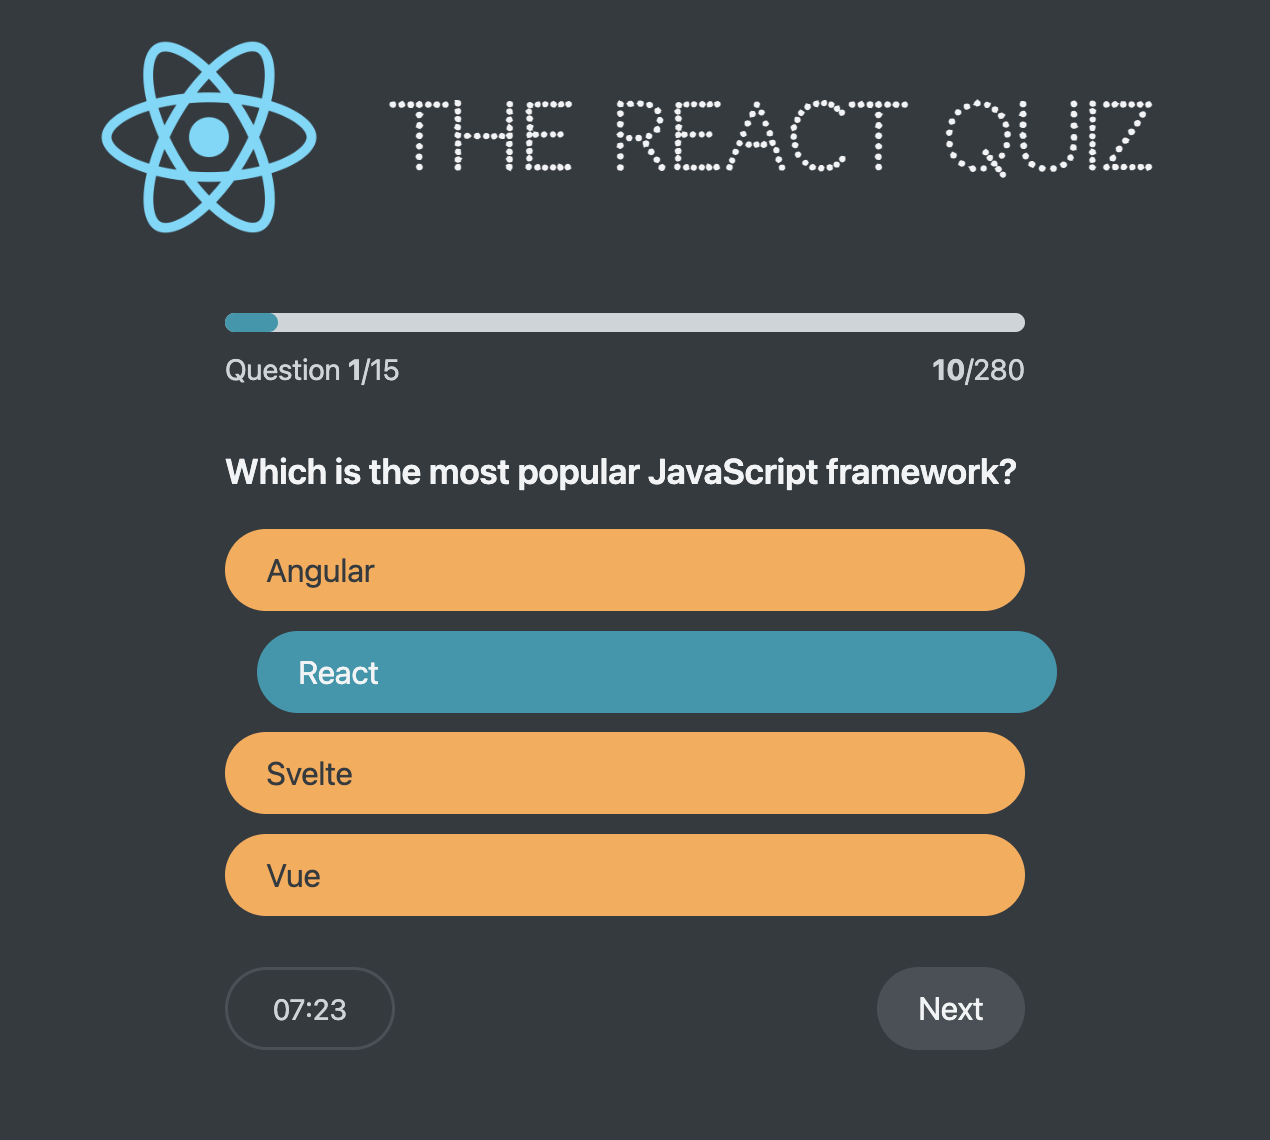 THE REACT QUIZ
Question 1/15
10/280
Which is the most popular JavaScript framework?
Angular
React
Svelte
Vue
07:23
Next